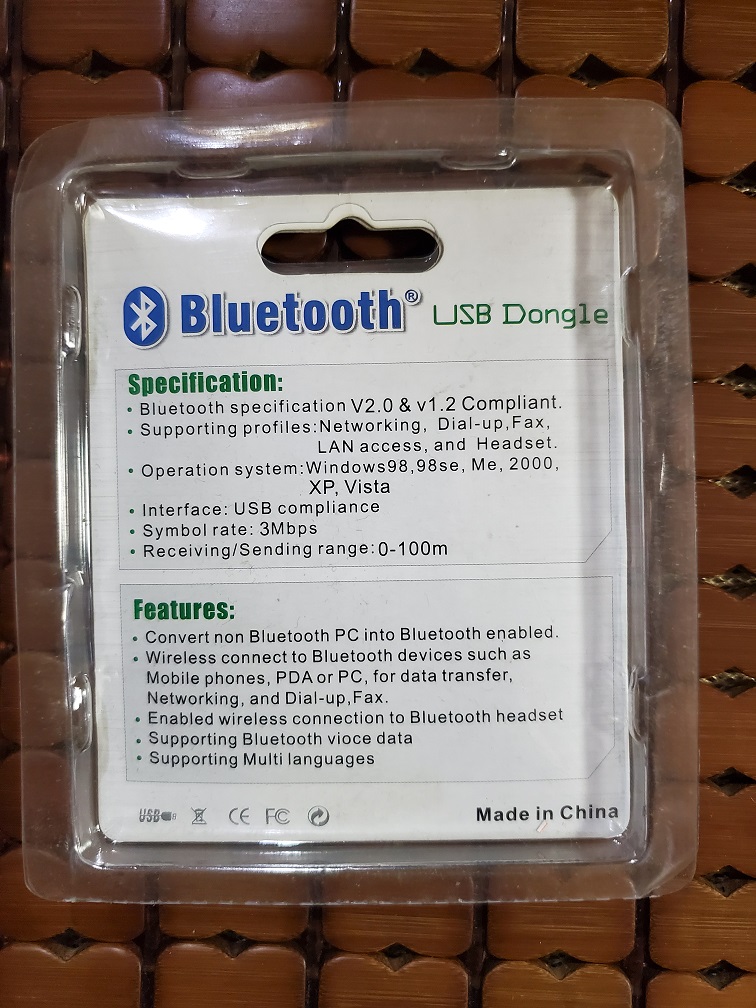 Bluetooth® USB Dongle
Specification:
• Bluetooth specification V2.0 & v1.2 Compliant.
• Supporting profiles:Networking, Dial-up,Fax,
LAN access, and Headset.
• Operation system:Windows98,98se, Me, 2000,
XP, Vista
• Interface: USB compliance
• Symbol rate: 3Mbps
• Receiving/Sending range:0-100m
Features:
• Convert non Bluetooth PC into Bluetooth enabled.
• Wireless connect to Bluetooth devices such as
Mobile phones, PDA or PC, for data transfer,
Networking, and Dial-up,Fax.
• Enabled wireless connection to Bluetooth headset
• Supporting Bluetooth vioce data
• Supporting Multi languages
USB CE FC Made in China